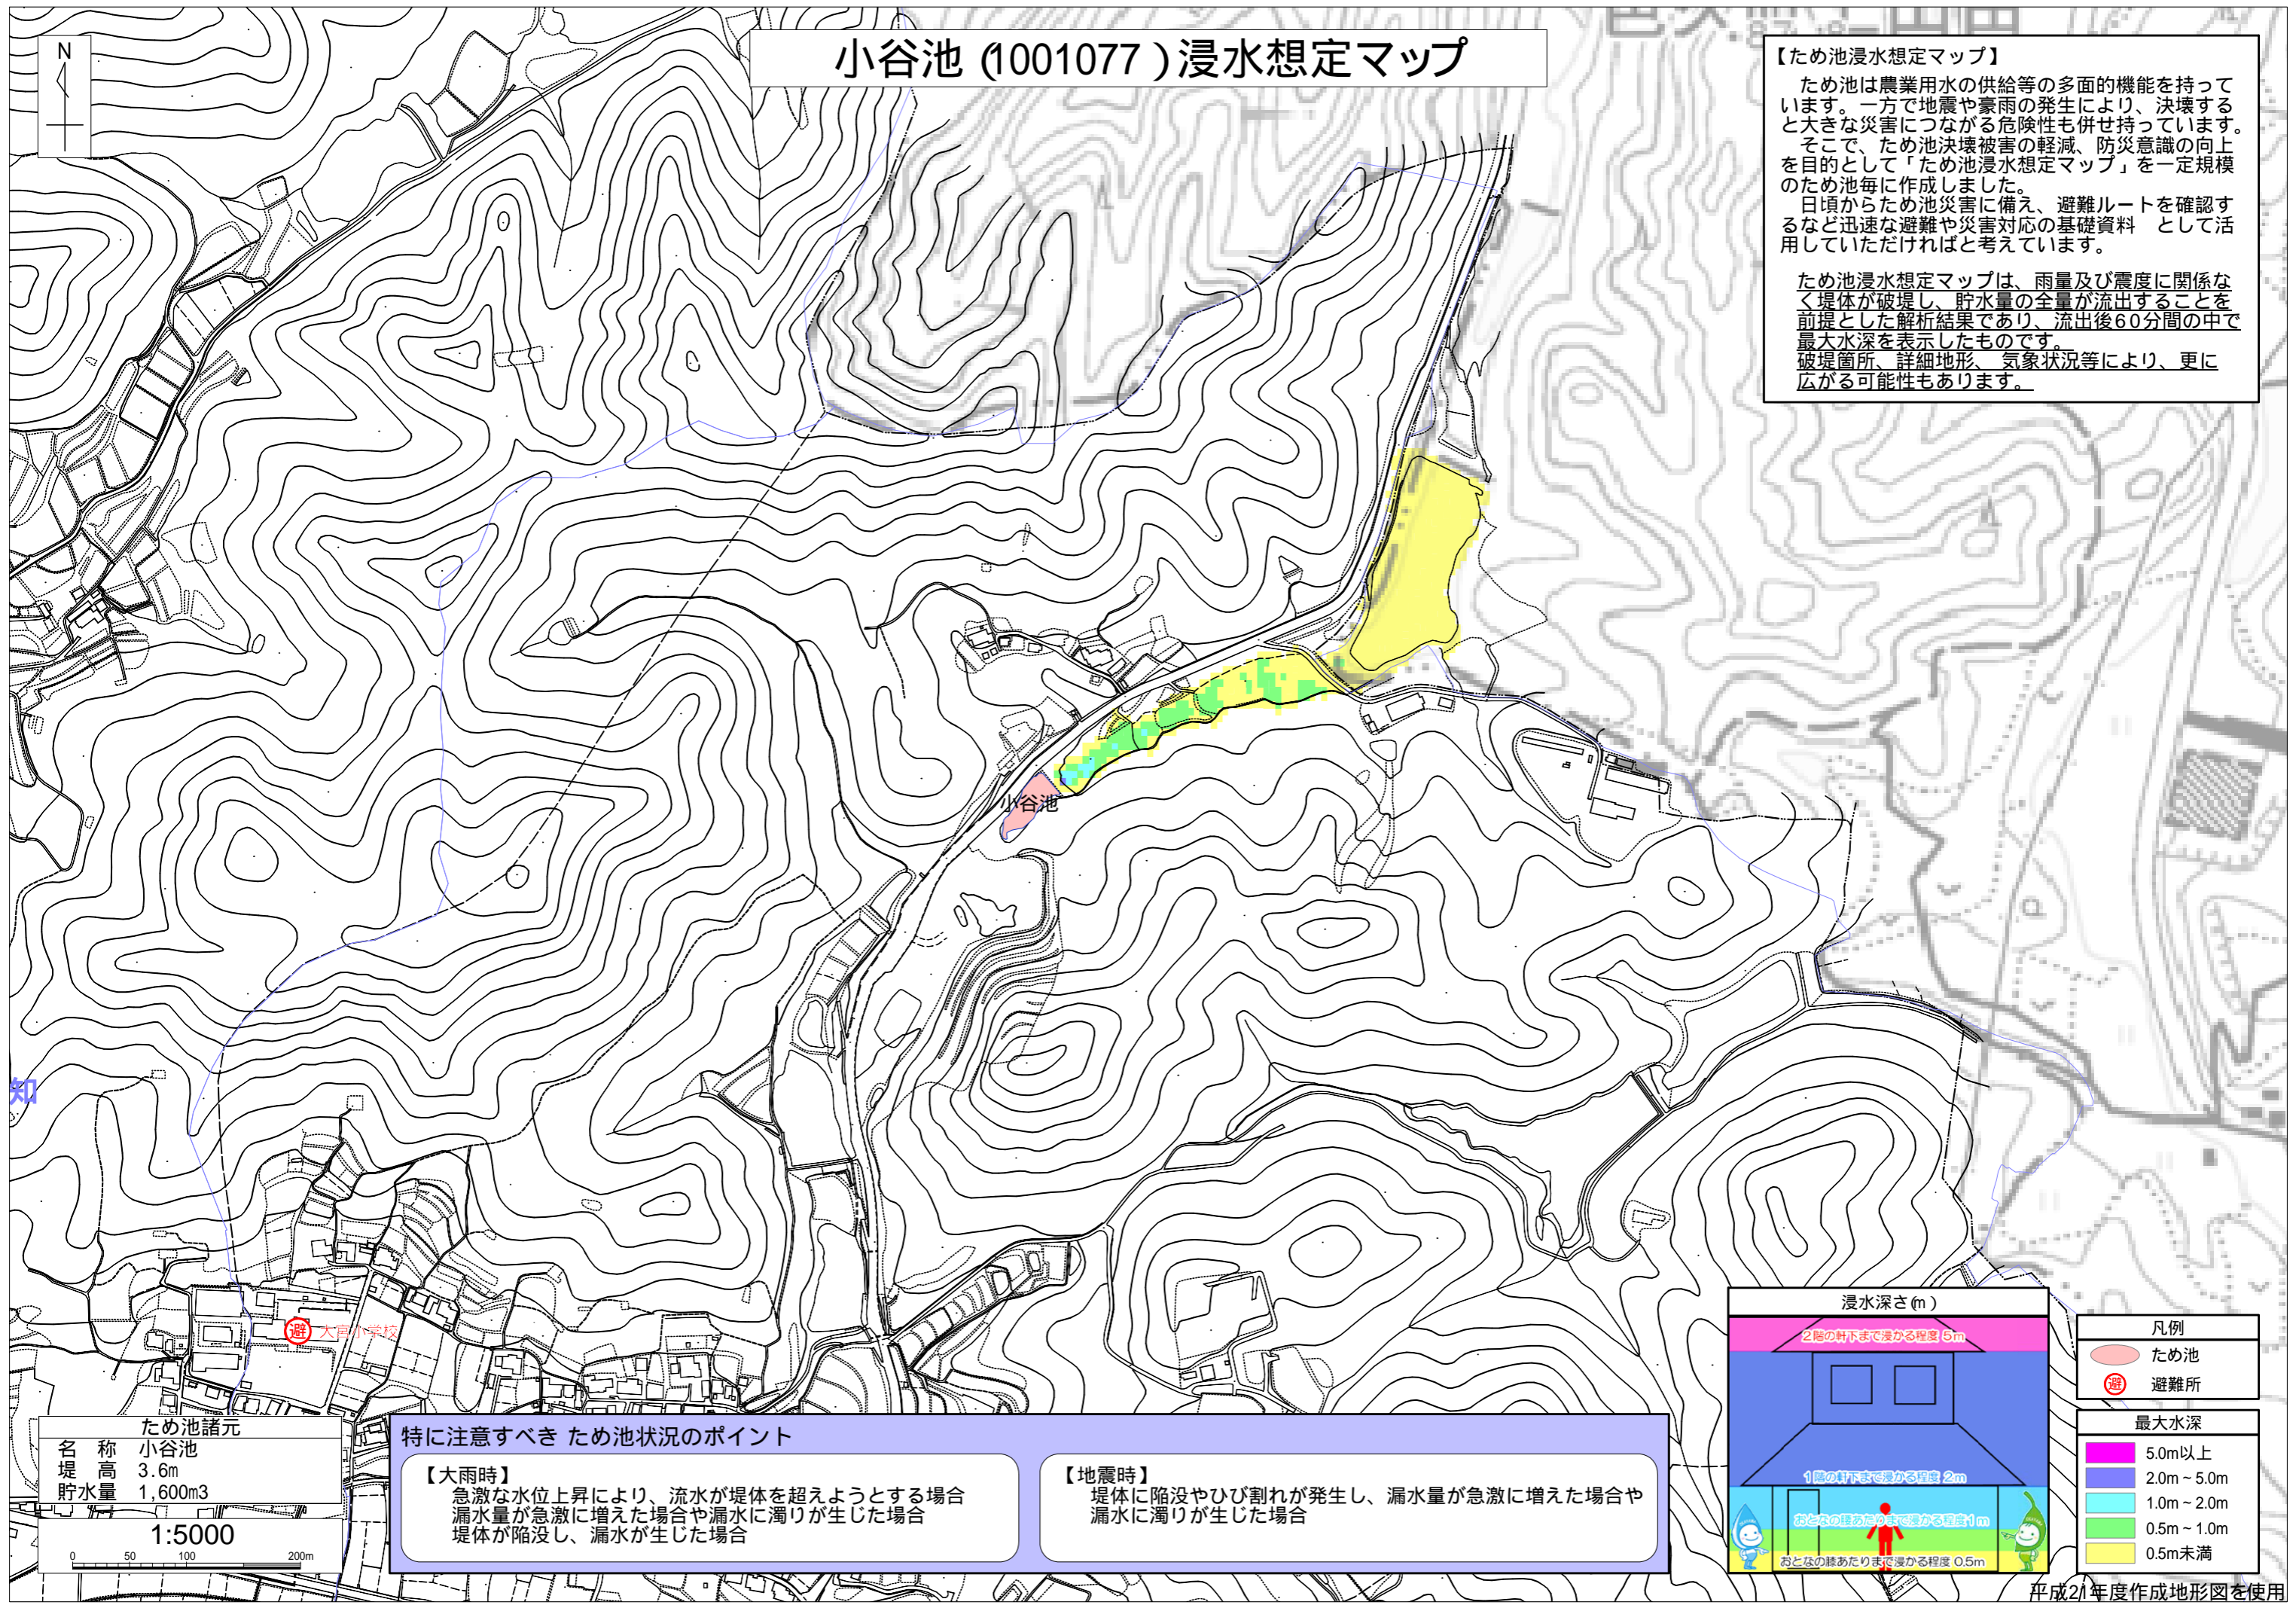 小谷池 (1001077 ) 浸水想定マップ
N
【ため池浸水想定マップ】
ため池は農業用水の供給等の多面的機能を持って
います。一方で地震や豪雨の発生により、決壊する
と大きな災害につながる危険性も併せ持っています。
そこで、ため池決壊被害の軽減、防災意識の向上
を目的として「ため池浸水想定マップ」を一定規模
のため池毎に作成しました。
日頃からため池災害に備え、避難ルートを確認す
るなど迅速な避難や災害対応の基礎資料　として活
用していただければと考えています。
ため池浸水想定マップは、雨量及び震度に関係な
く堤体が破堤し、貯水量の全量が流出することを
前提とした解析結果であり、流出後60分間の中で
最大水深を表示したものです。
破堤箇所、詳細地形、気象状況等により、更に
広がる可能性もあります。
小谷池
知
避 大宮小学校
ため池諸元
名　称　小谷池
堤　高　3.6m
貯水量　1,600m3
1:5000
0 50 100 200m
特に注意すべき ため池状況のポイント
【大雨時】
急激な水位上昇により、流水が堤体を超えようとする場合
漏水量が急激に増えた場合や漏水に濁りが生じた場合
堤体が陥没し、漏水が生じた場合
【地震時】
堤体に陥没やひび割れが発生し、漏水量が急激に増えた場合や
漏水に濁りが生じた場合
浸水深さ(m )
2階の軒下まで浸かる程度 5m
1階の軒下まで浸かる程度 2m
おとなの腰あたりまで浸かる程度1m
おとなの膝あたりまで浸かる程度 0.5m
凡例
ため池
避 避難所
最大水深
5.0m以上
2.0m ~ 5.0m
1.0m ~ 2.0m
0.5m ~ 1.0m
0.5m未満
平成21年度作成地形図を使用